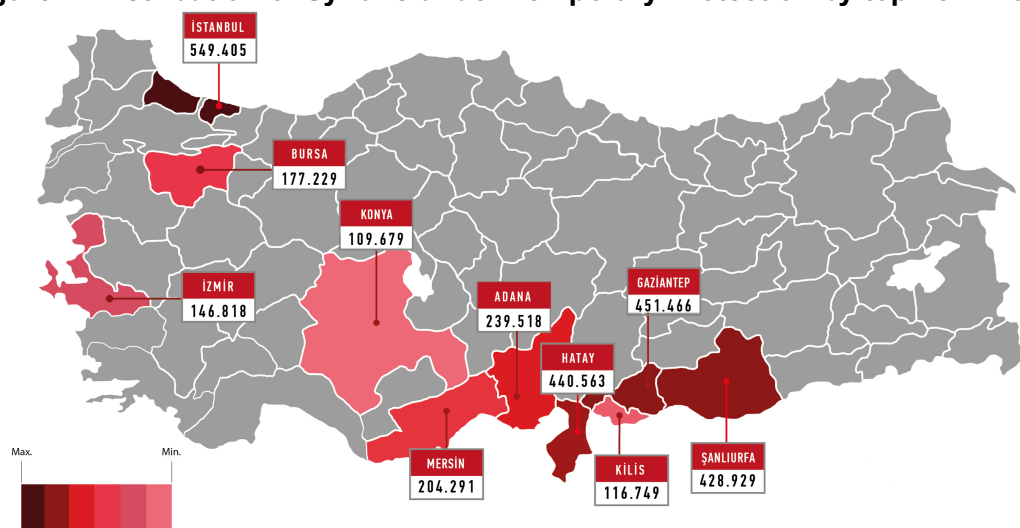 İSTANBUL
549.405
BURSA
177.229
KONYA
109.679
İZMİR
146.818
ADANA
239.518
GAZİANTEP
451.466
HATAY
440.563
MERSİN
204.291
KİLİS
116.749
ŞANLIURFA
428.929
Max.
Min.